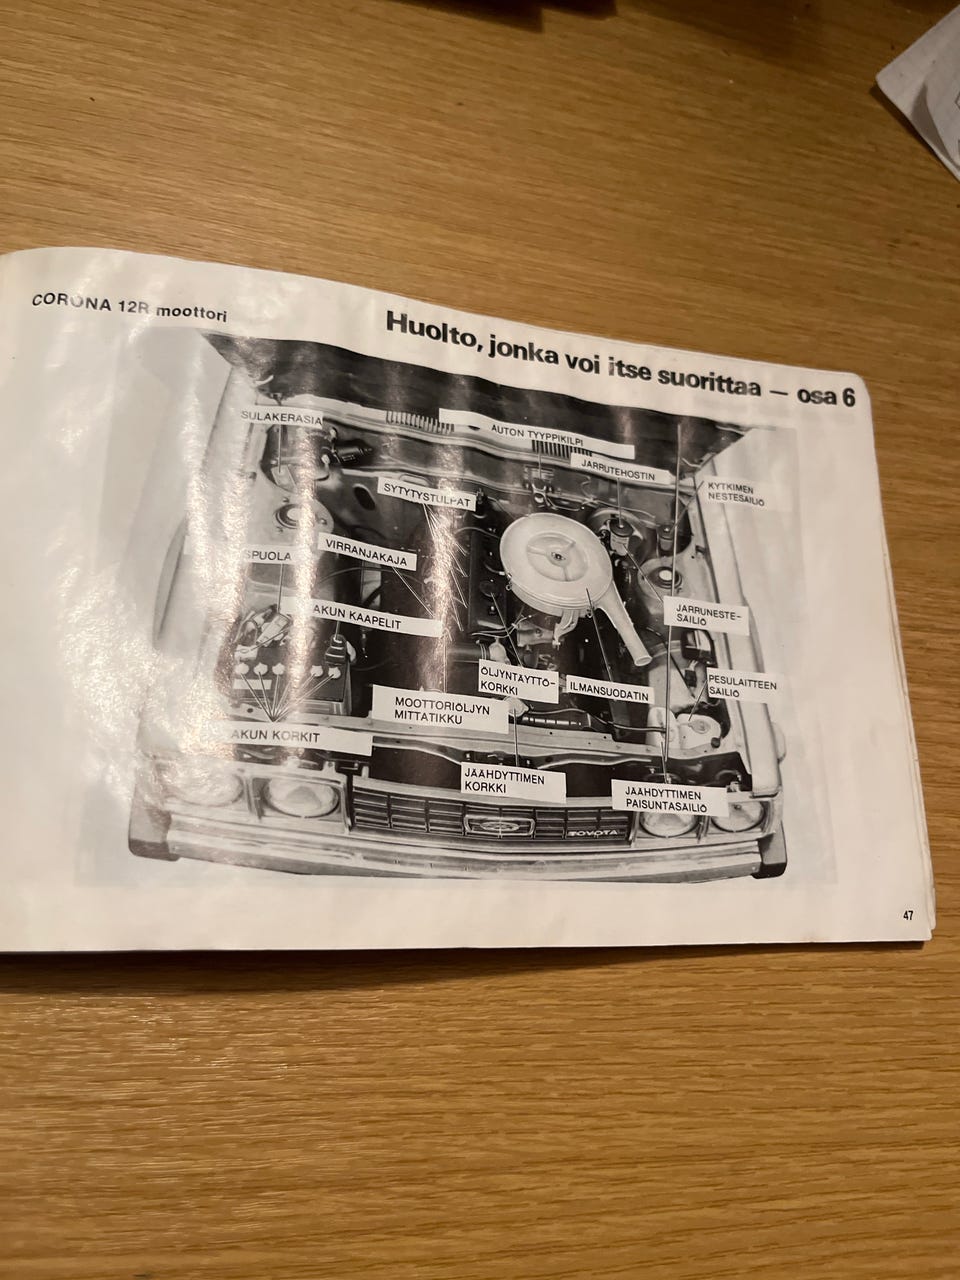 CORONA 12R moottori
Huolto, jonka voi itse suorittaa — osa 6
SULAKERASIA
AUTON TYYPPIKILPI
JARRUTEHOSTIN
KYTKIMEN
NESTESÄILIÖ
SYTYTYSTULPAT
VIRRANJAKAJA
SPUOLA
AKUN KAAPELIT
JARRUNESTE-
SÄILIÖ
ÖLJYNTÄYTTÖ-
KORKKI
ILMANSUODATIN
PESULAITTEEN
SÄILIÖ
MOOTTORIÖLJYN
MITTATIKKU
AKUN KORKIT
JÄÄHDYTTIMEN
KORKKI
JÄÄHDYTTIMEN
PAISUNTASÄILIÖ
TOYOTA
47